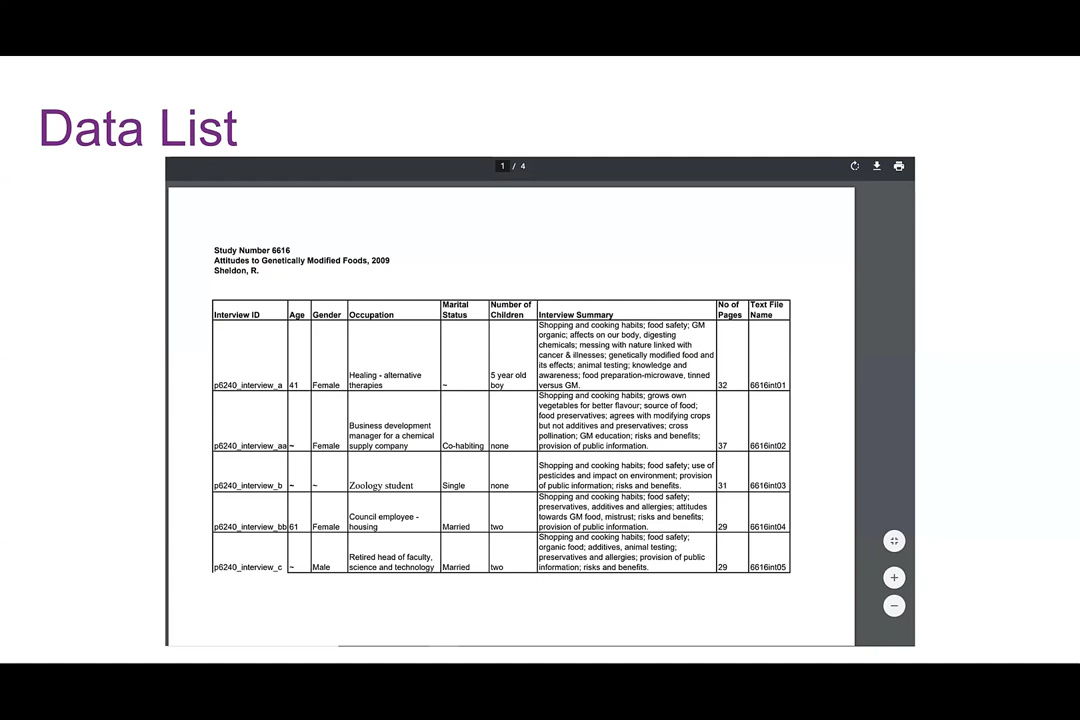 Data List
1 / 4
Study Number 6616
Attitudes to Genetically Modified Foods, 2009
Sheldon, R.
Interview ID Age Gender Occupation Marital Status Number of Children Interview Summary No of Pages Text File Name
p6240_interview_a 41 Female Healing - alternative therapies ~ 5 year old boy
Shopping and cooking habits; food safety; GM
organic; affects on our body, digesting
chemicals; messing with nature linked with
cancer & illnesses; genetically modified food and
its effects; animal testing; knowledge and
awareness; food preparation-microwave, tinned
versus GM.
32 6616int01
p6240_interview_aa ~ Female Business development manager for a chemical supply company Co-habiting none
Shopping and cooking habits; grows own
vegetables for better flavour; source of food;
food preservatives; agrees with modifying crops
but not additives and preservatives; cross
pollination; GM education; risks and benefits;
provision of public information.
37 6616int02
p6240_interview_b ~ ~ Zoology student Single none
Shopping and cooking habits; food safety; use of
pesticides and impact on environment; provision
of public information; risks and benefits.
31 6616int03
p6240_interview_bb 61 Female Council employee - housing Married two
Shopping and cooking habits; food safety;
preservatives, additives and allergies; attitudes
towards GM food, mistrust; risks and benefits;
provision of public information.
29 6616int04
p6240_interview_c ~ Male Retired head of faculty, science and technology Married two
Shopping and cooking habits; food safety;
organic food; additives, animal testing;
preservatives and allergies; provision of public
information; risks and benefits.
29 6616int05